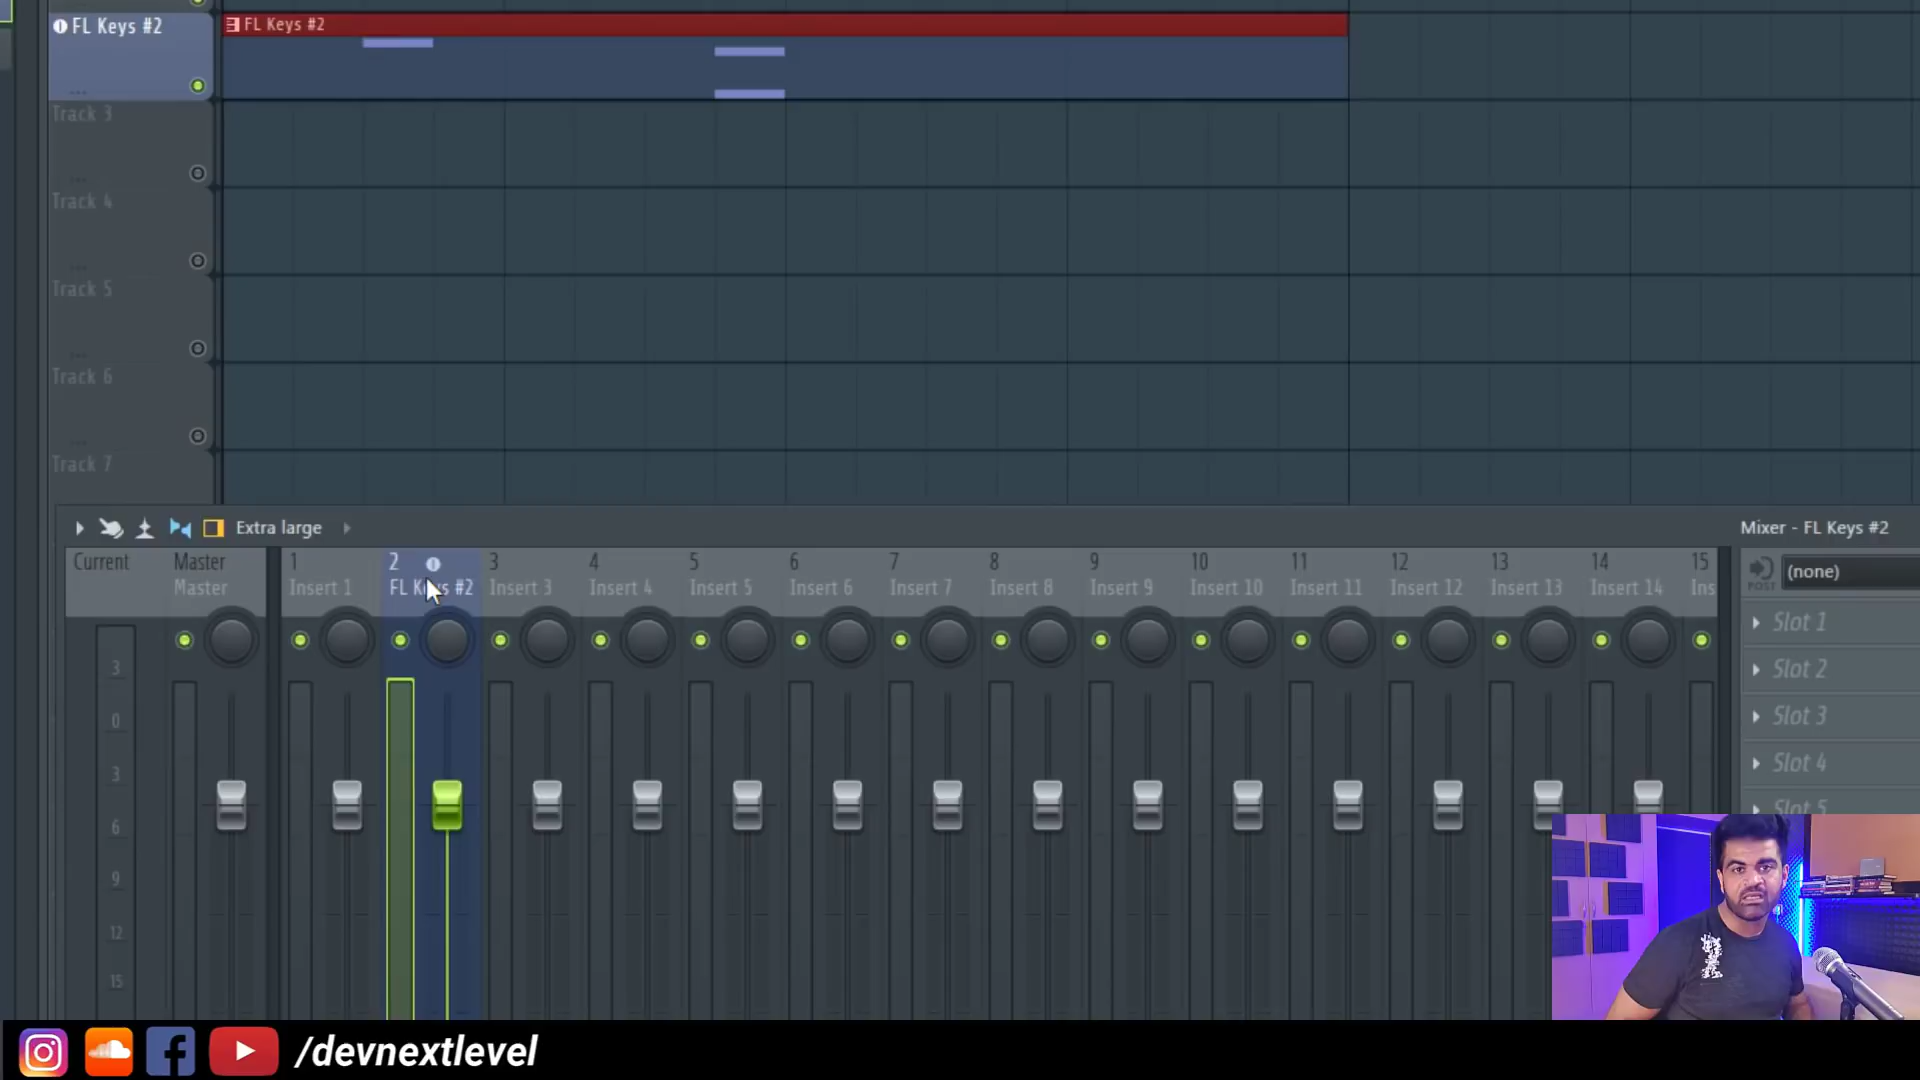 FL Keys #2
FL Keys #2
Track 3
Track 4
Track 5
Track 6
Track 7
Extra large
Mixer - FL Keys #2
Current
Master
1
2
3
4
5
6
7
8
9
10
11
12
13
14
15
Master
Insert 1
FL Keys #2
Insert 3
Insert 4
Insert 5
Insert 6
Insert 7
Insert 8
Insert 9
Insert 10
Insert 11
Insert 12
Insert 13
Insert 14
Ins
(none)
POST
Slot 1
Slot 2
Slot 3
Slot 4
Slot 5
3
0
3
6
9
12
15
/devnextlevel